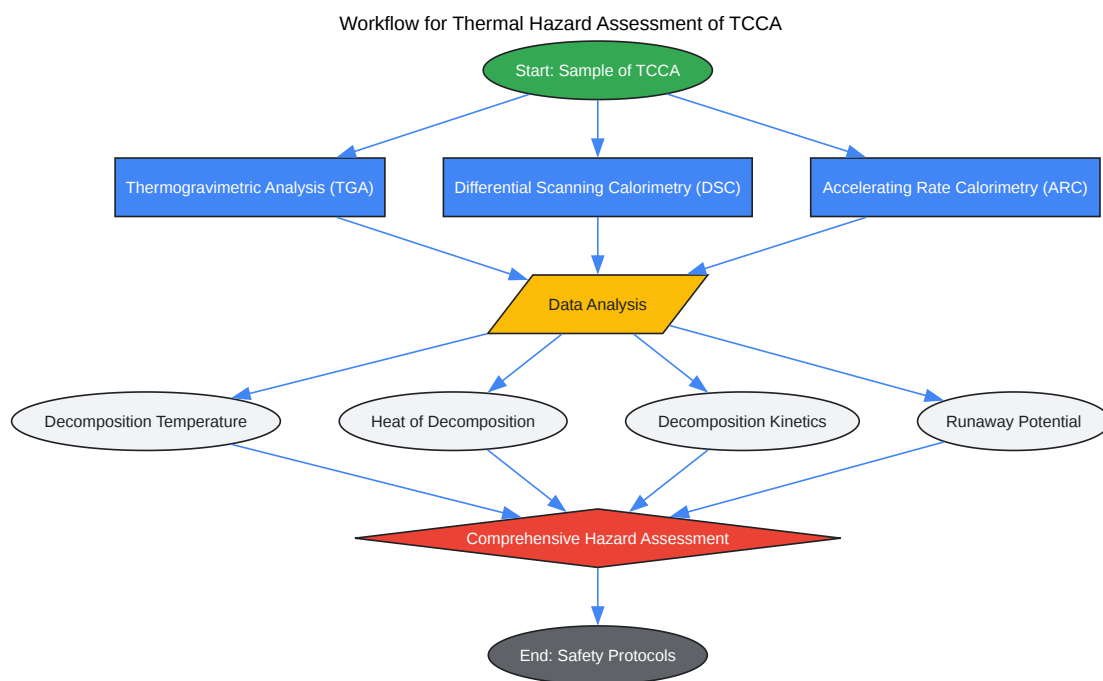 Workflow for Thermal Hazard Assessment of TCCA
Start: Sample of TCCA
Thermogravimetric Analysis (TGA)
Differential Scanning Calorimetry (DSC)
Accelerating Rate Calorimetry (ARC)
Data Analysis
Decomposition Temperature
Heat of Decomposition
Decomposition Kinetics
Runaway Potential
Comprehensive Hazard Assessment
End: Safety Protocols